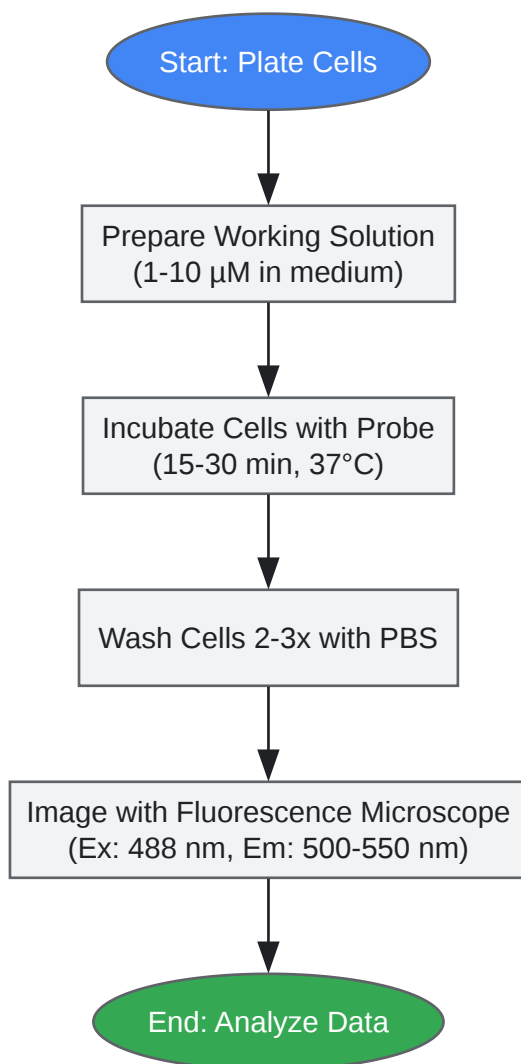 Start: Plate Cells
Prepare Working Solution
(1-10 µM in medium)
Incubate Cells with Probe
(15-30 min, 37°C)
Wash Cells 2-3x with PBS
Image with Fluorescence Microscope
(Ex: 488 nm, Em: 500-550 nm)
End: Analyze Data